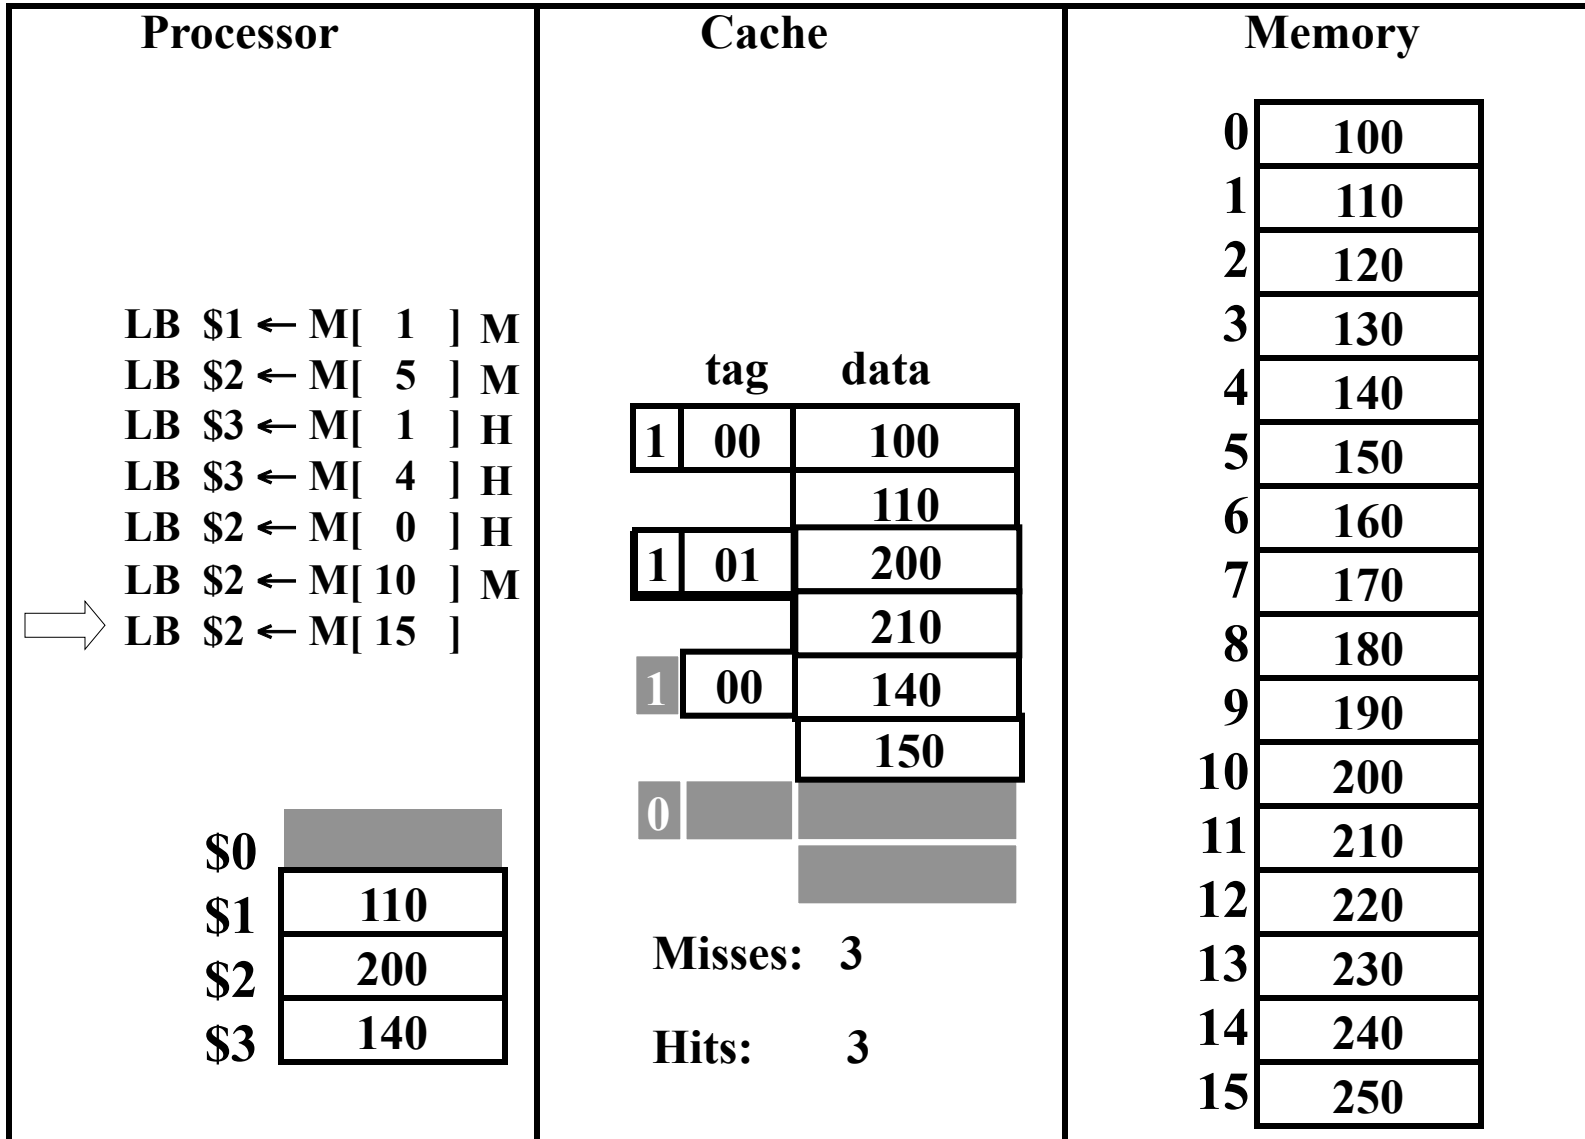 Processor
LB $1 ← M[ 1 ] M
LB $2 ← M[ 5 ] M
LB $3 ← M[ 1 ] H
LB $3 ← M[ 4 ] H
LB $2 ← M[ 0 ] H
LB $2 ← M[ 10 ] M
LB $2 ← M[ 15 ]
$0
$1 110
$2 200
$3 140
Cache
tag data
1 00 100
110
1 01 200
210
1 00 140
150
0
Misses: 3
Hits: 3
Memory
0 100
1 110
2 120
3 130
4 140
5 150
6 160
7 170
8 180
9 190
10 200
11 210
12 220
13 230
14 240
15 250